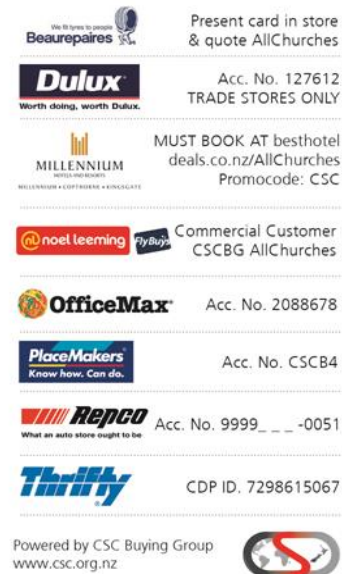 We fit tyres to people
Beaurepaires
Present card in store
& quote AllChurches
Dulux
Worth doing, worth Dulux.
Acc. No. 127612
TRADE STORES ONLY
MILLENNIUM
HOTELS AND RESORTS
MILLENNIUM • COPTHORNE • KINGSGATE
MUST BOOK AT besthotel
deals.co.nz/AllChurches
Promocode: CSC
nl noel leeming
FlyBuys
Commercial Customer
CSCBG AllChurches
OfficeMax
Acc. No. 2088678
PlaceMakers
Know how. Can do.
Acc. No. CSCB4
Repco
What an auto store ought to be
Acc. No. 9999_ _ _ -0051
Thrifty
CDP ID. 7298615067
Powered by CSC Buying Group
www.csc.org.nz